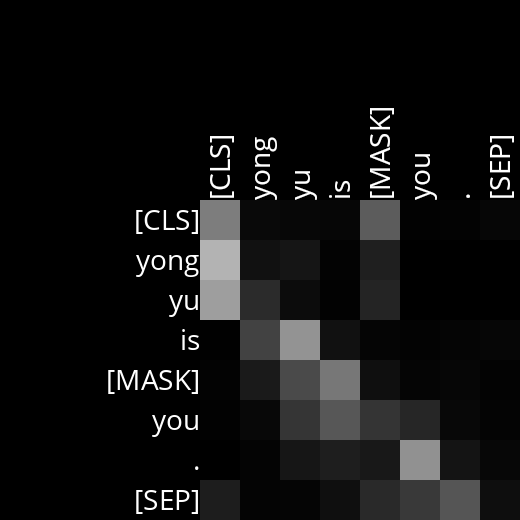 [CLS] yong yu is [MASK] you . [SEP]
[CLS]
yong
yu
is
[MASK]
you
.
[SEP]